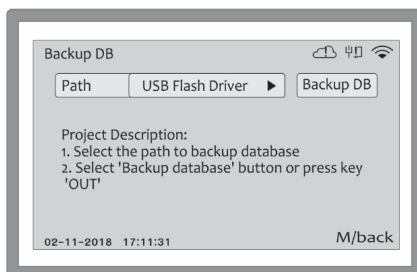 Backup DB
Path USB Flash Driver Backup DB
Project Description:
1. Select the path to backup database
2. Select 'Backup database' button or press key
'OUT'
02-11-2018 17:11:31 M/back